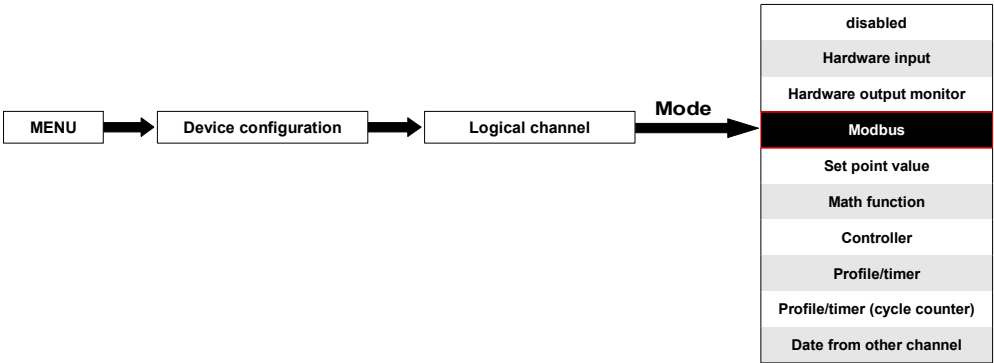 MENU
Device configuration
Logical channel
Mode
disabled
Hardware input
Hardware output monitor
Modbus
Set point value
Math function
Controller
Profile/timer
Profile/timer (cycle counter)
Date from other channel